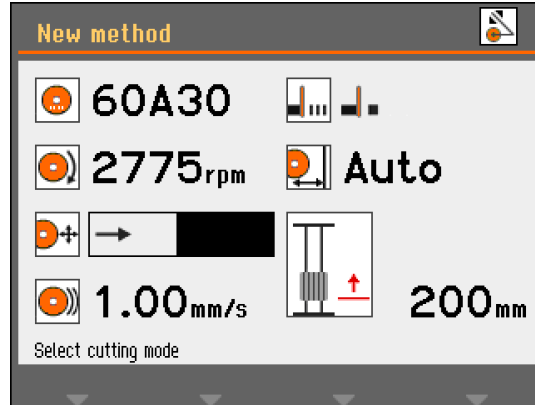 New method
60A30
2775rpm
Auto
1.00mm/s
200mm
Select cutting mode